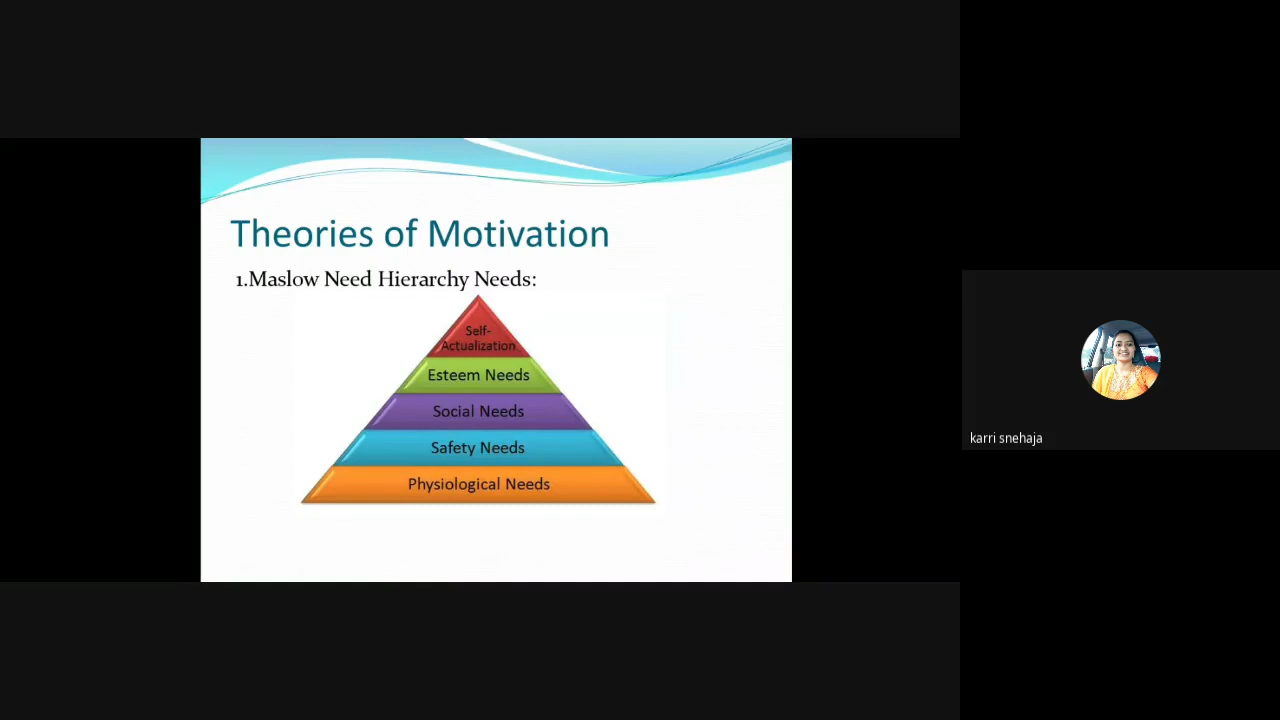 Theories of Motivation
1.Maslow Need Hierarchy Needs:
Self-
Actualization
Esteem Needs
Social Needs
Safety Needs
Physiological Needs
karri snehaja